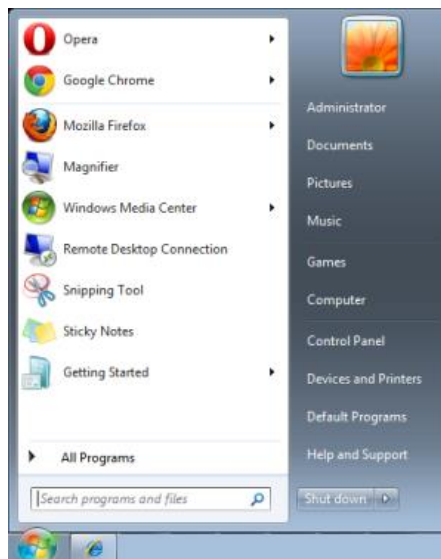 Opera
Google Chrome
Mozilla Firefox
Magnifier
Windows Media Center
Remote Desktop Connection
Snipping Tool
Sticky Notes
Getting Started
All Programs
Search programs and files
Administrator
Documents
Pictures
Music
Games
Computer
Control Panel
Devices and Printers
Default Programs
Help and Support
Shut down